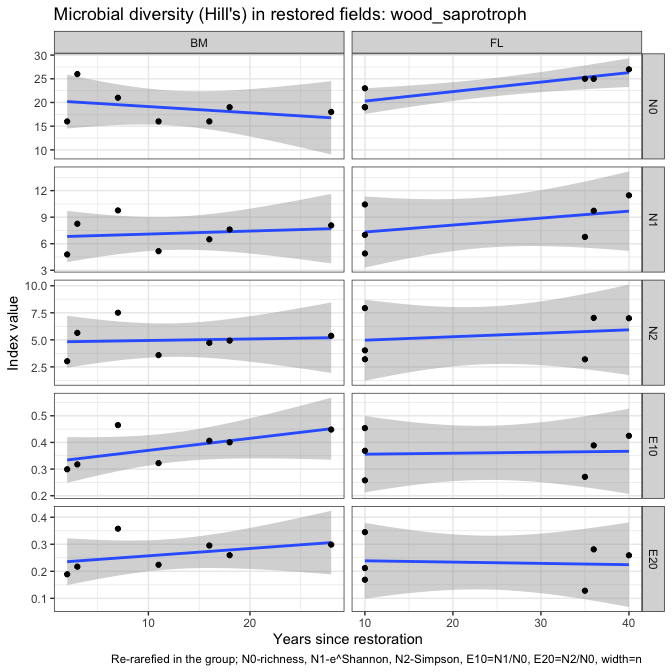 Microbial diversity (Hill's) in restored fields: wood_saprotroph
BM
FL
30
25
20
15
10
N0
12
9
6
3
N1
10.0
7.5
5.0
2.5
N2
0.5
0.4
0.3
0.2
E10
0.4
0.3
0.2
0.1
E20
Index value
10
20
10
20
30
40
Years since restoration
Re-rarefied in the group; N0-richness, N1-e^Shannon, N2-Simpson, E10=N1/N0, E20=N2/N0, width=n